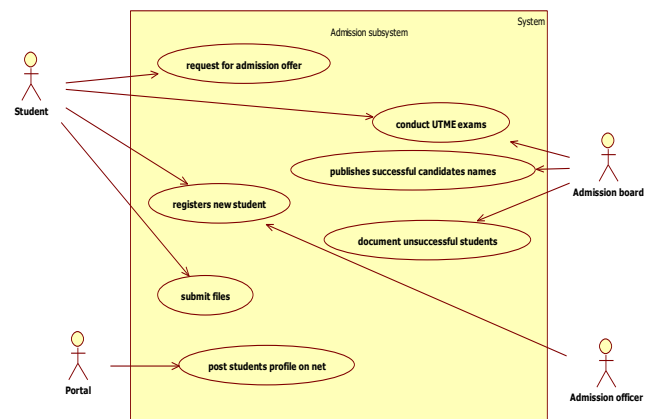 System
Admission subsystem
request for admission offer
Student
conduct UTME exams
publishes successful candidates names
Admission board
registers new student
document unsuccessful students
submit files
post students profile on net
Portal
Admission officer